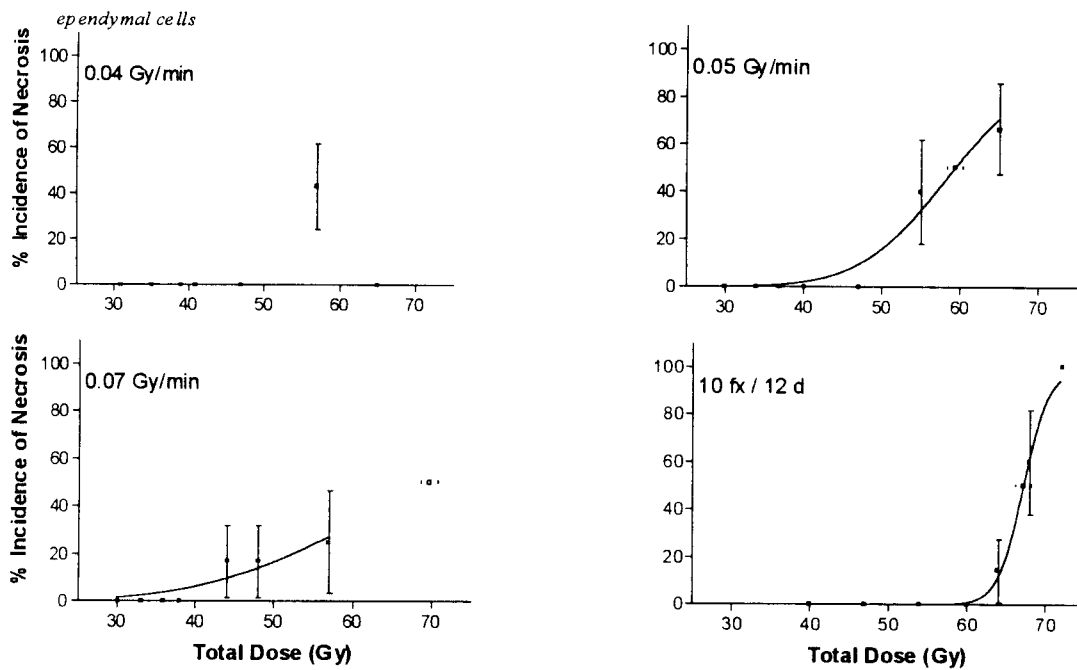 ependymal cells
% Incidence of Necrosis
100
80
60
40
20
0
0.04 Gy/min
30 40 50 60 70
100
80
60
40
20
0
0.05 Gy/min
30 40 50 60 70
% Incidence of Necrosis
100
80
60
40
20
0
0.07 Gy/min
30 40 50 60 70
Total Dose (Gy)
100
80
60
40
20
0
10 fx / 12 d
30 40 50 60 70
Total Dose (Gy)